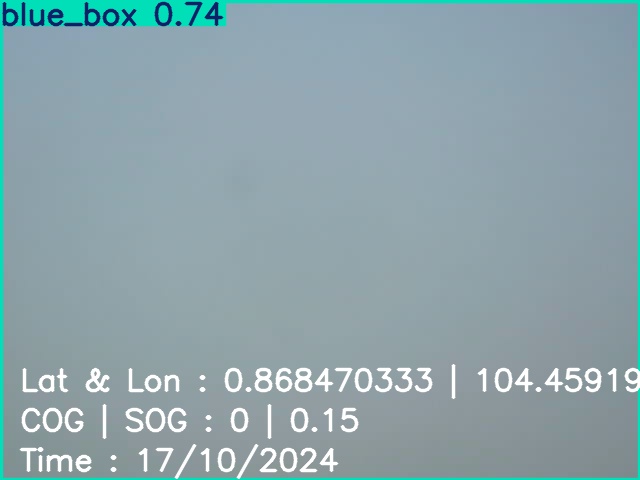 blue_box 0.74
Lat & Lon : 0.868470333 | 104.45919
COG | SOG : 0 | 0.15
Time : 17/10/2024